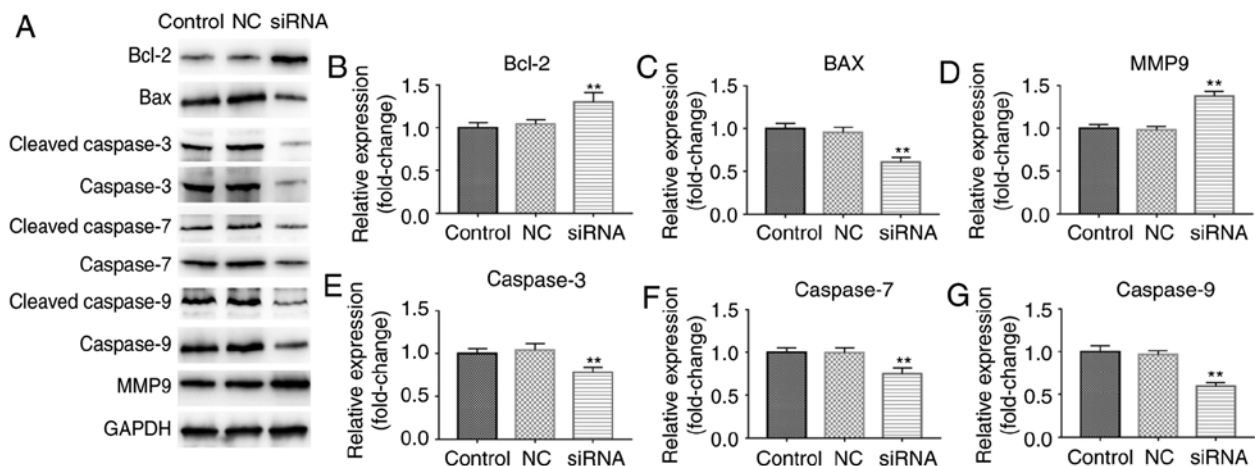 A
Control NC siRNA
Bcl-2
Bax
Cleaved caspase-3
Caspase-3
Cleaved caspase-7
Caspase-7
Cleaved caspase-9
Caspase-9
MMP9
GAPDH
B
Bcl-2
Relative expression
(fold-change)
1.5
1.0
0.5
0.0
**
Control NC siRNA
C
BAX
Relative expression
(fold-change)
1.5
1.0
0.5
0.0
**
Control NC siRNA
D
MMP9
Relative expression
(fold-change)
1.5
1.0
0.5
0.0
**
Control NC siRNA
E
Caspase-3
Relative expression
(fold-change)
1.5
1.0
0.5
0.0
**
Control NC siRNA
F
Caspase-7
Relative expression
(fold-change)
1.5
1.0
0.5
0.0
**
Control NC siRNA
G
Caspase-9
Relative expression
(fold-change)
1.5
1.0
0.5
0.0
**
Control NC siRNA